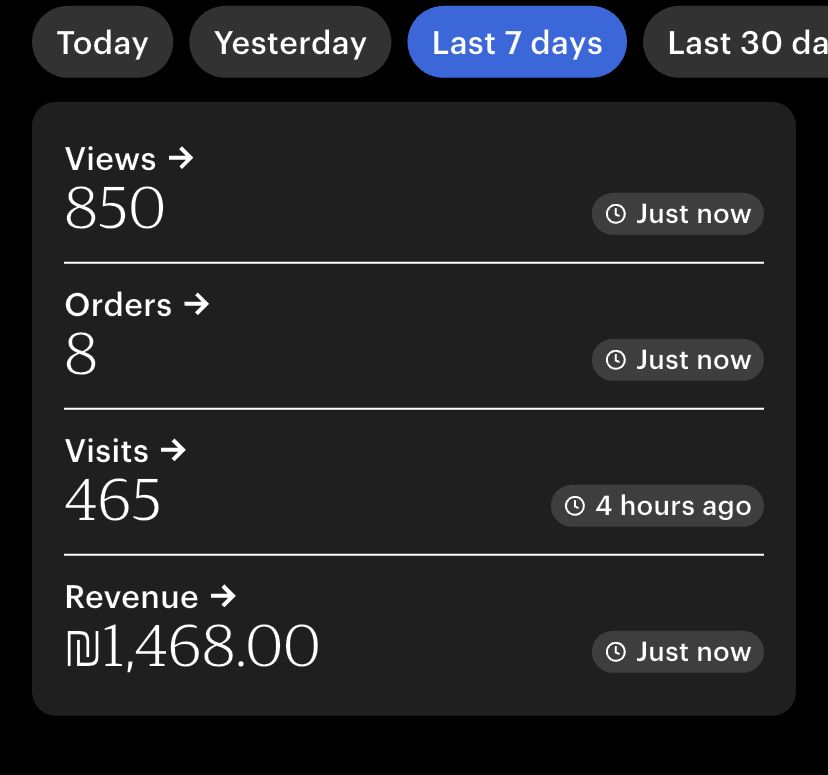 Today Yesterday Last 7 days Last 30 da
Views →
850
Just now
Orders →
8
Just now
Visits →
465
4 hours ago
Revenue →
₪1,468.00
Just now